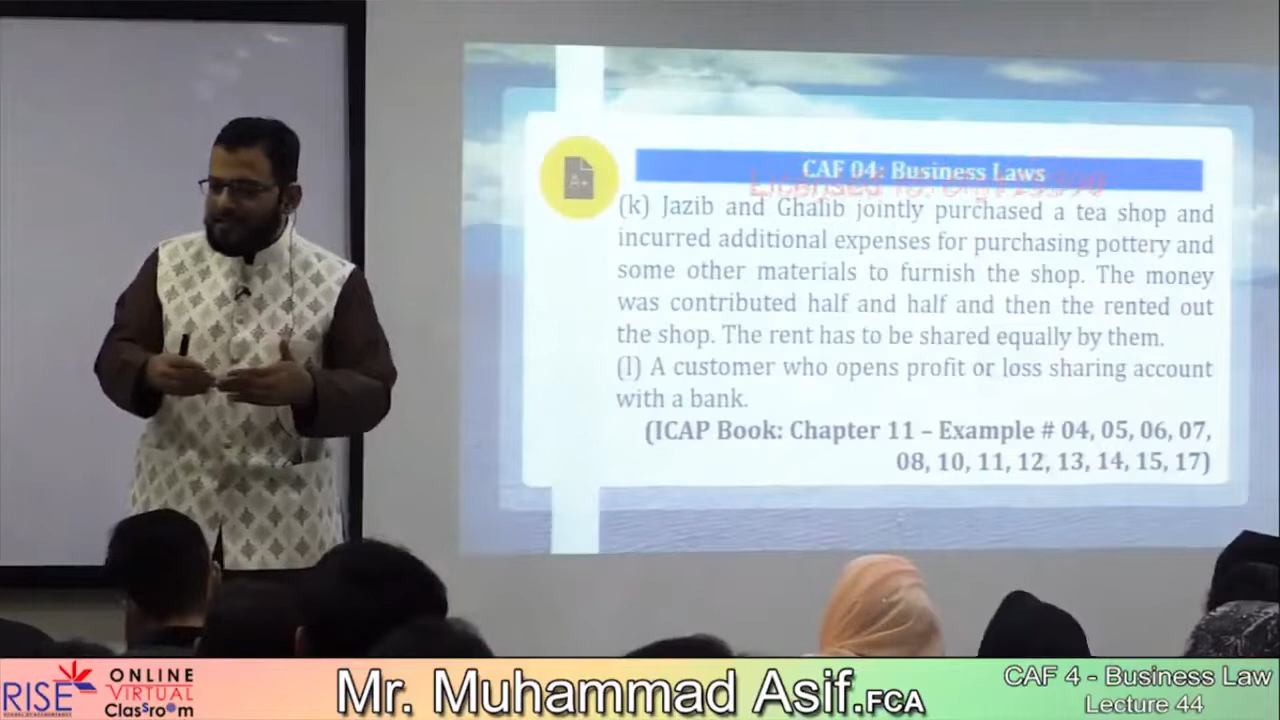 CAF 04: Business Laws
(k) Jazib and Ghalib jointly purchased a tea shop and
incurred additional expenses for purchasing pottery and
some other materials to furnish the shop. The money
was contributed half and half and then the rented out
the shop. The rent has to be shared equally by them.
(l) A customer who opens profit or loss sharing account
with a bank.
(ICAP Book: Chapter 11 – Example # 04, 05, 06, 07,
08, 10, 11, 12, 13, 14, 15, 17)
A+
RISE
ONLINE
VIRTUAL
Classroom
Mr. Muhammad Asif.FCA
CAF 4 - Business Law
Lecture 44